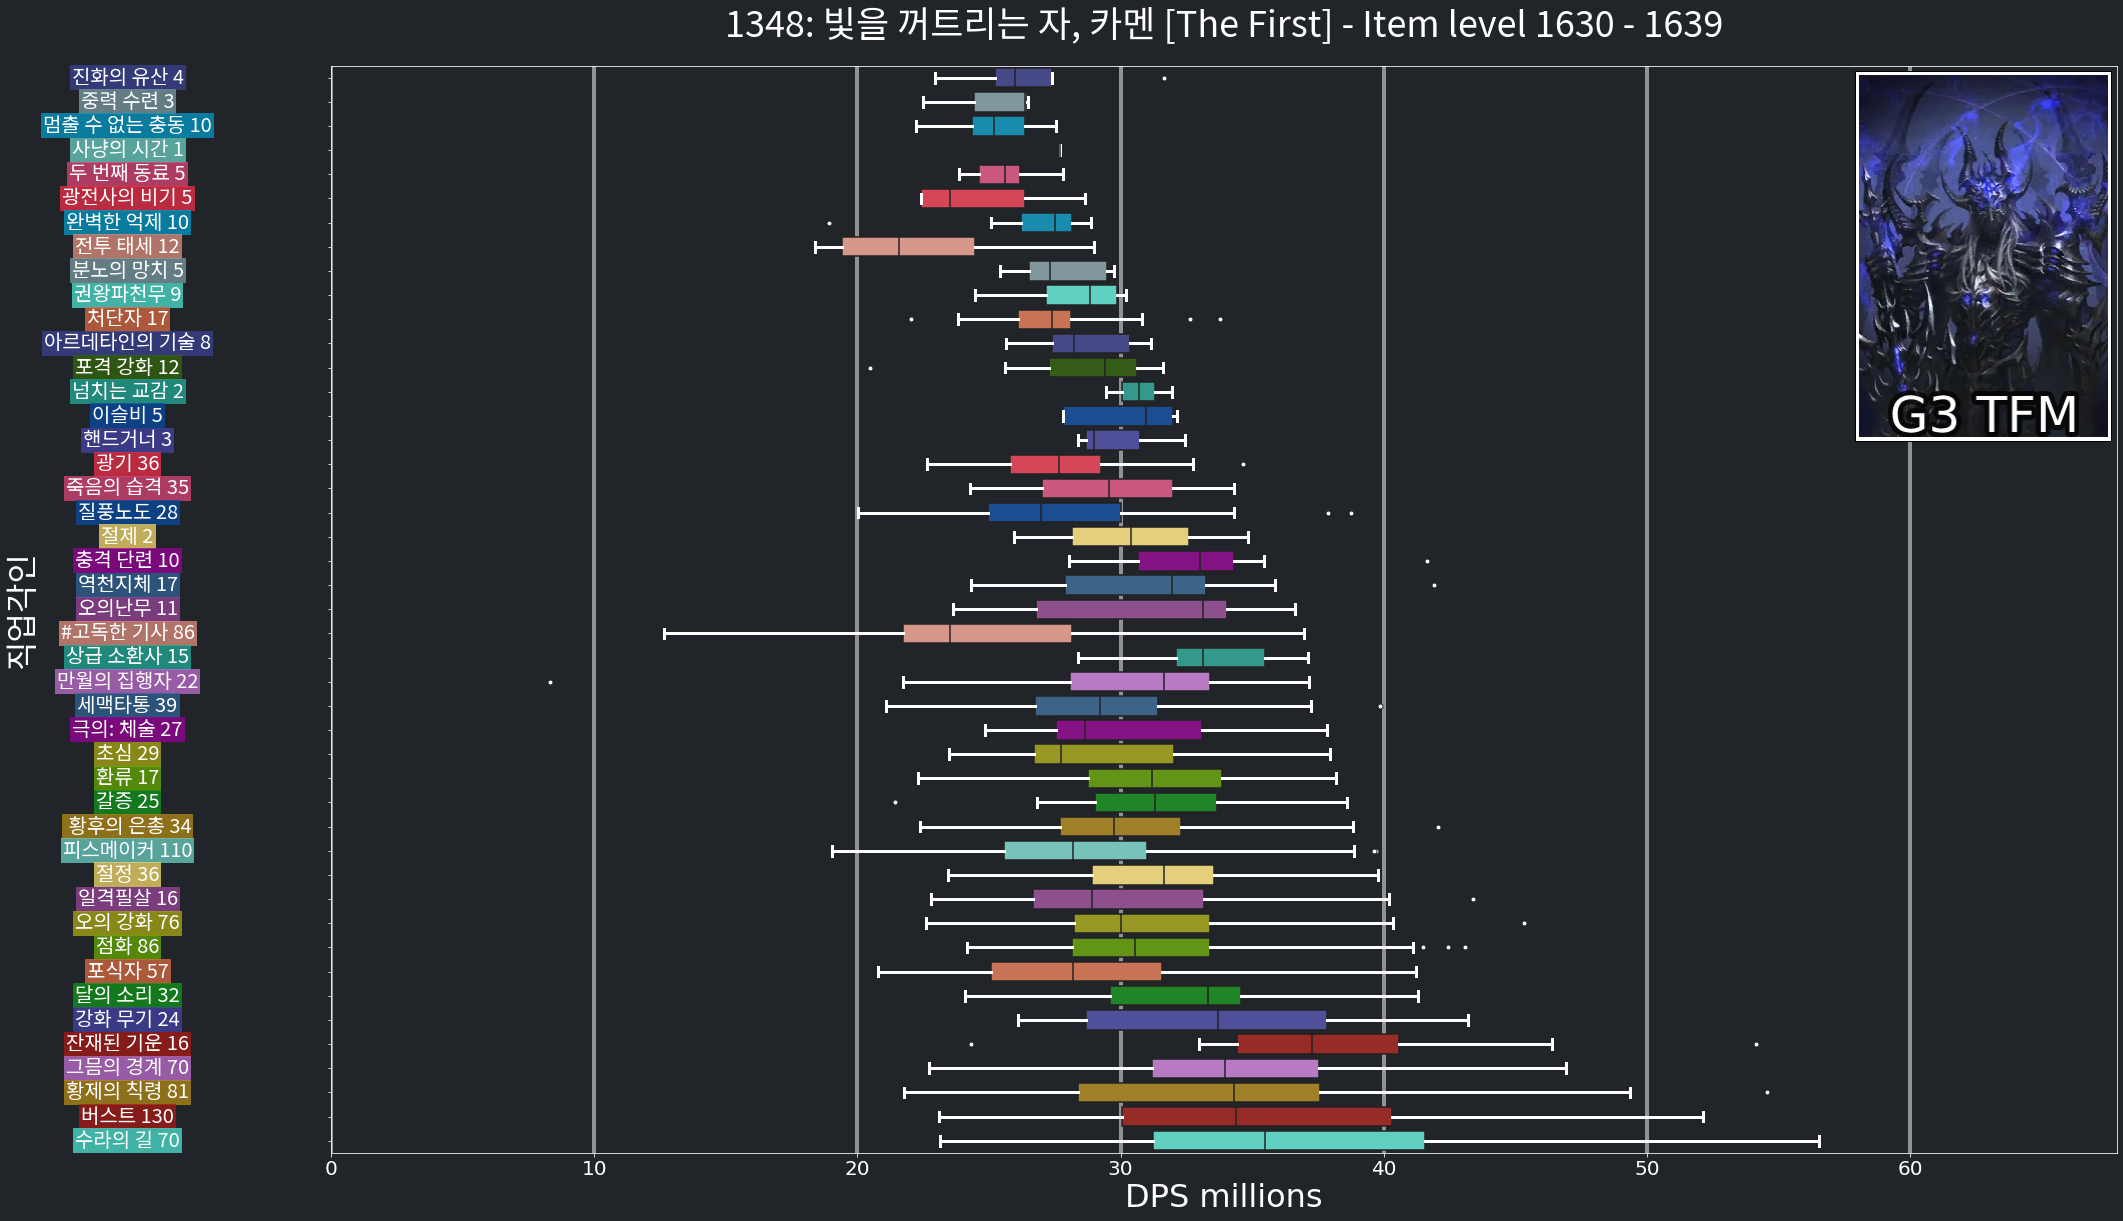 1348: 빛을 꺼트리는 자, 카멘 [The First] - Item level 1630 - 1639
진화의 유산 4
중력 수련 3
멈출 수 없는 충동 10
사냥의 시간 1
두 번째 동료 5
광전사의 비기 5
완벽한 억제 10
전투 태세 12
분노의 망치 5
권왕파천무 9
처단자 17
아르데타인의 기술 8
포격 강화 12
넘치는 교감 2
이슬비 5
핸드거너 3
광기 36
죽음의 습격 35
질풍노도 28
절제 2
충격 단련 10
역천지체 17
오의난무 11
#고독한 기사 86
상급 소환사 15
만월의 집행자 22
세맥타통 39
극의: 체술 27
초심 29
환류 17
갈증 25
황후의 은총 34
피스메이커 110
절정 36
일격필살 16
오의 강화 76
점화 86
포식자 57
달의 소리 32
강화 무기 24
잔재된 기운 16
그믐의 경계 70
황제의 칙령 81
버스트 130
수라의 길 70
직업각인
G3 TFM
0 10 20 30 40 50 60
DPS millions